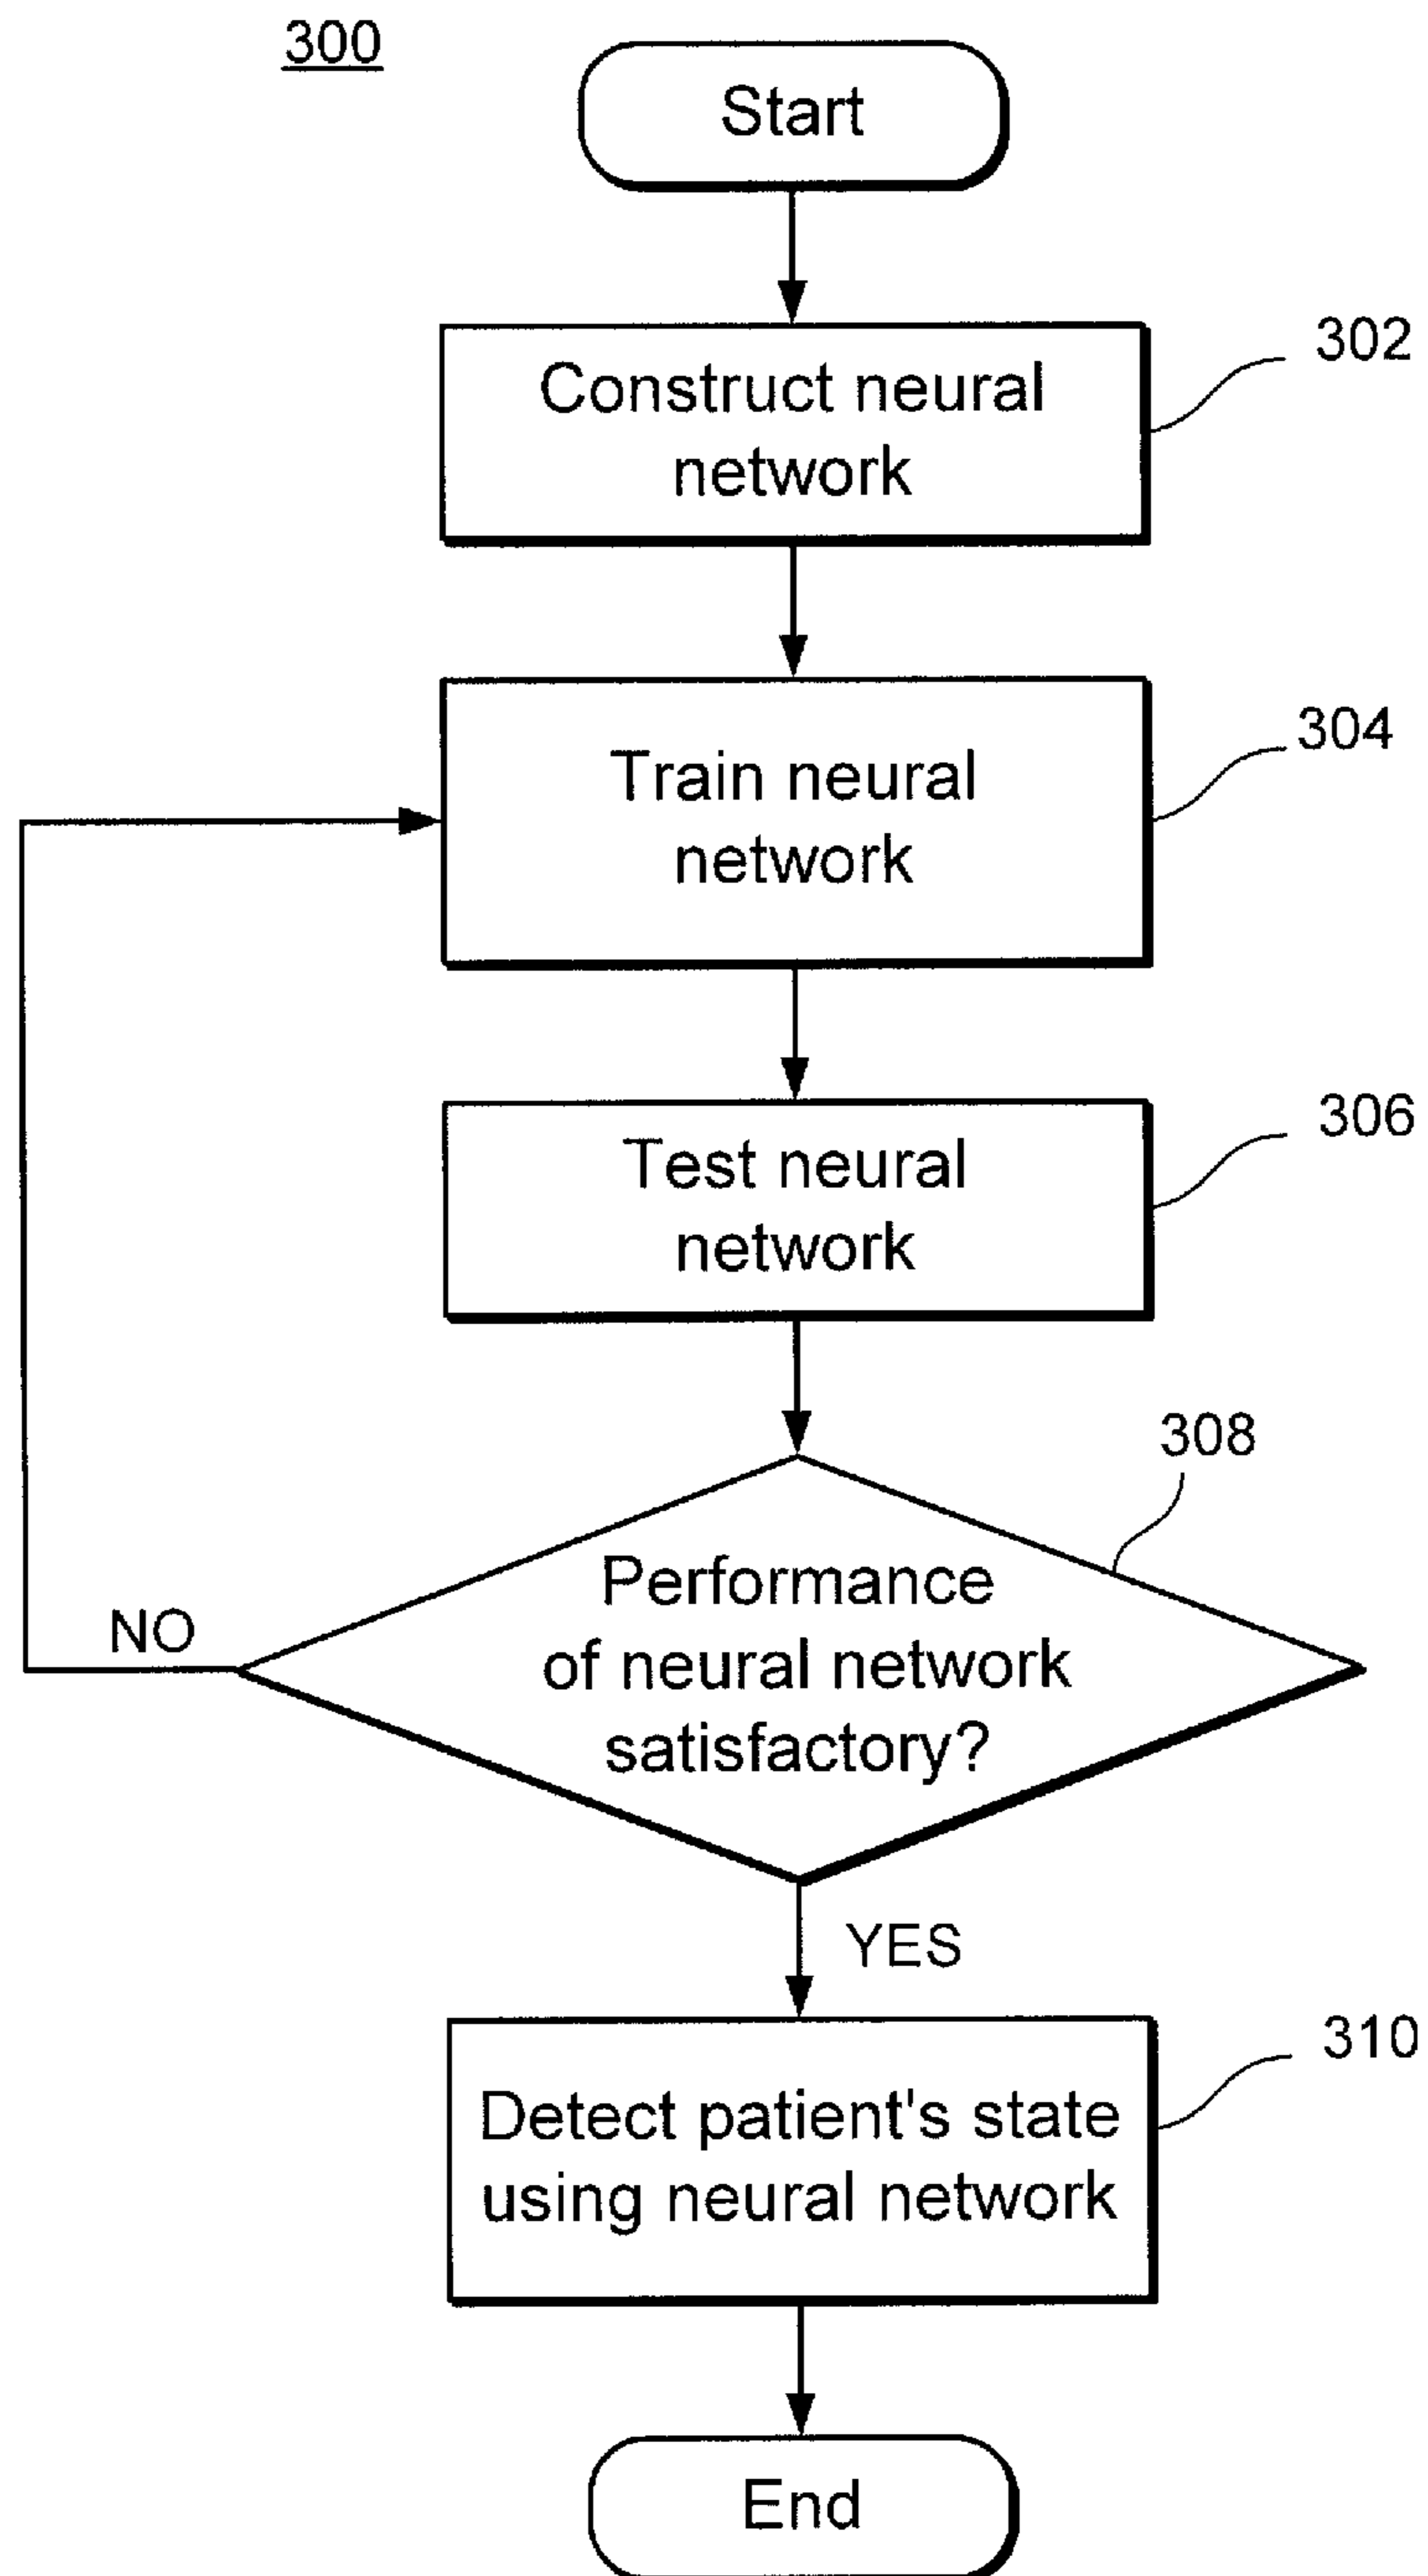 300
Start
Construct neural
network
302
Train neural
network
304
Test neural
network
306
308
Performance
of neural network
satisfactory?
NO
YES
Detect patient's state
using neural network
310
End